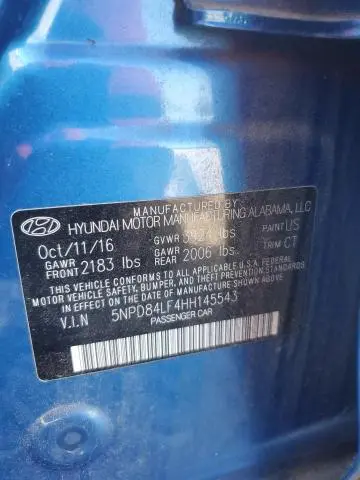 MANUFACTURED BY
HYUNDAI MOTOR MANUFACTURING ALABAMA, LLC
Oct/11/16 GVWR 3924 lbs PAINT US
GAWR FRONT 2183 lbs GAWR REAR 2006 lbs TRIM CT
THIS VEHICLE CONFORMS TO ALL APPLICABLE U.S.A. FEDERAL
MOTOR VEHICLE SAFETY, BUMPER, AND THEFT PREVENTION
STANDARDS IN EFFECT ON THE DATE OF MANUFACTURE
SHOWN ABOVE.
V.I.N 5NPD84LF4HH145543
PASSENGER CAR